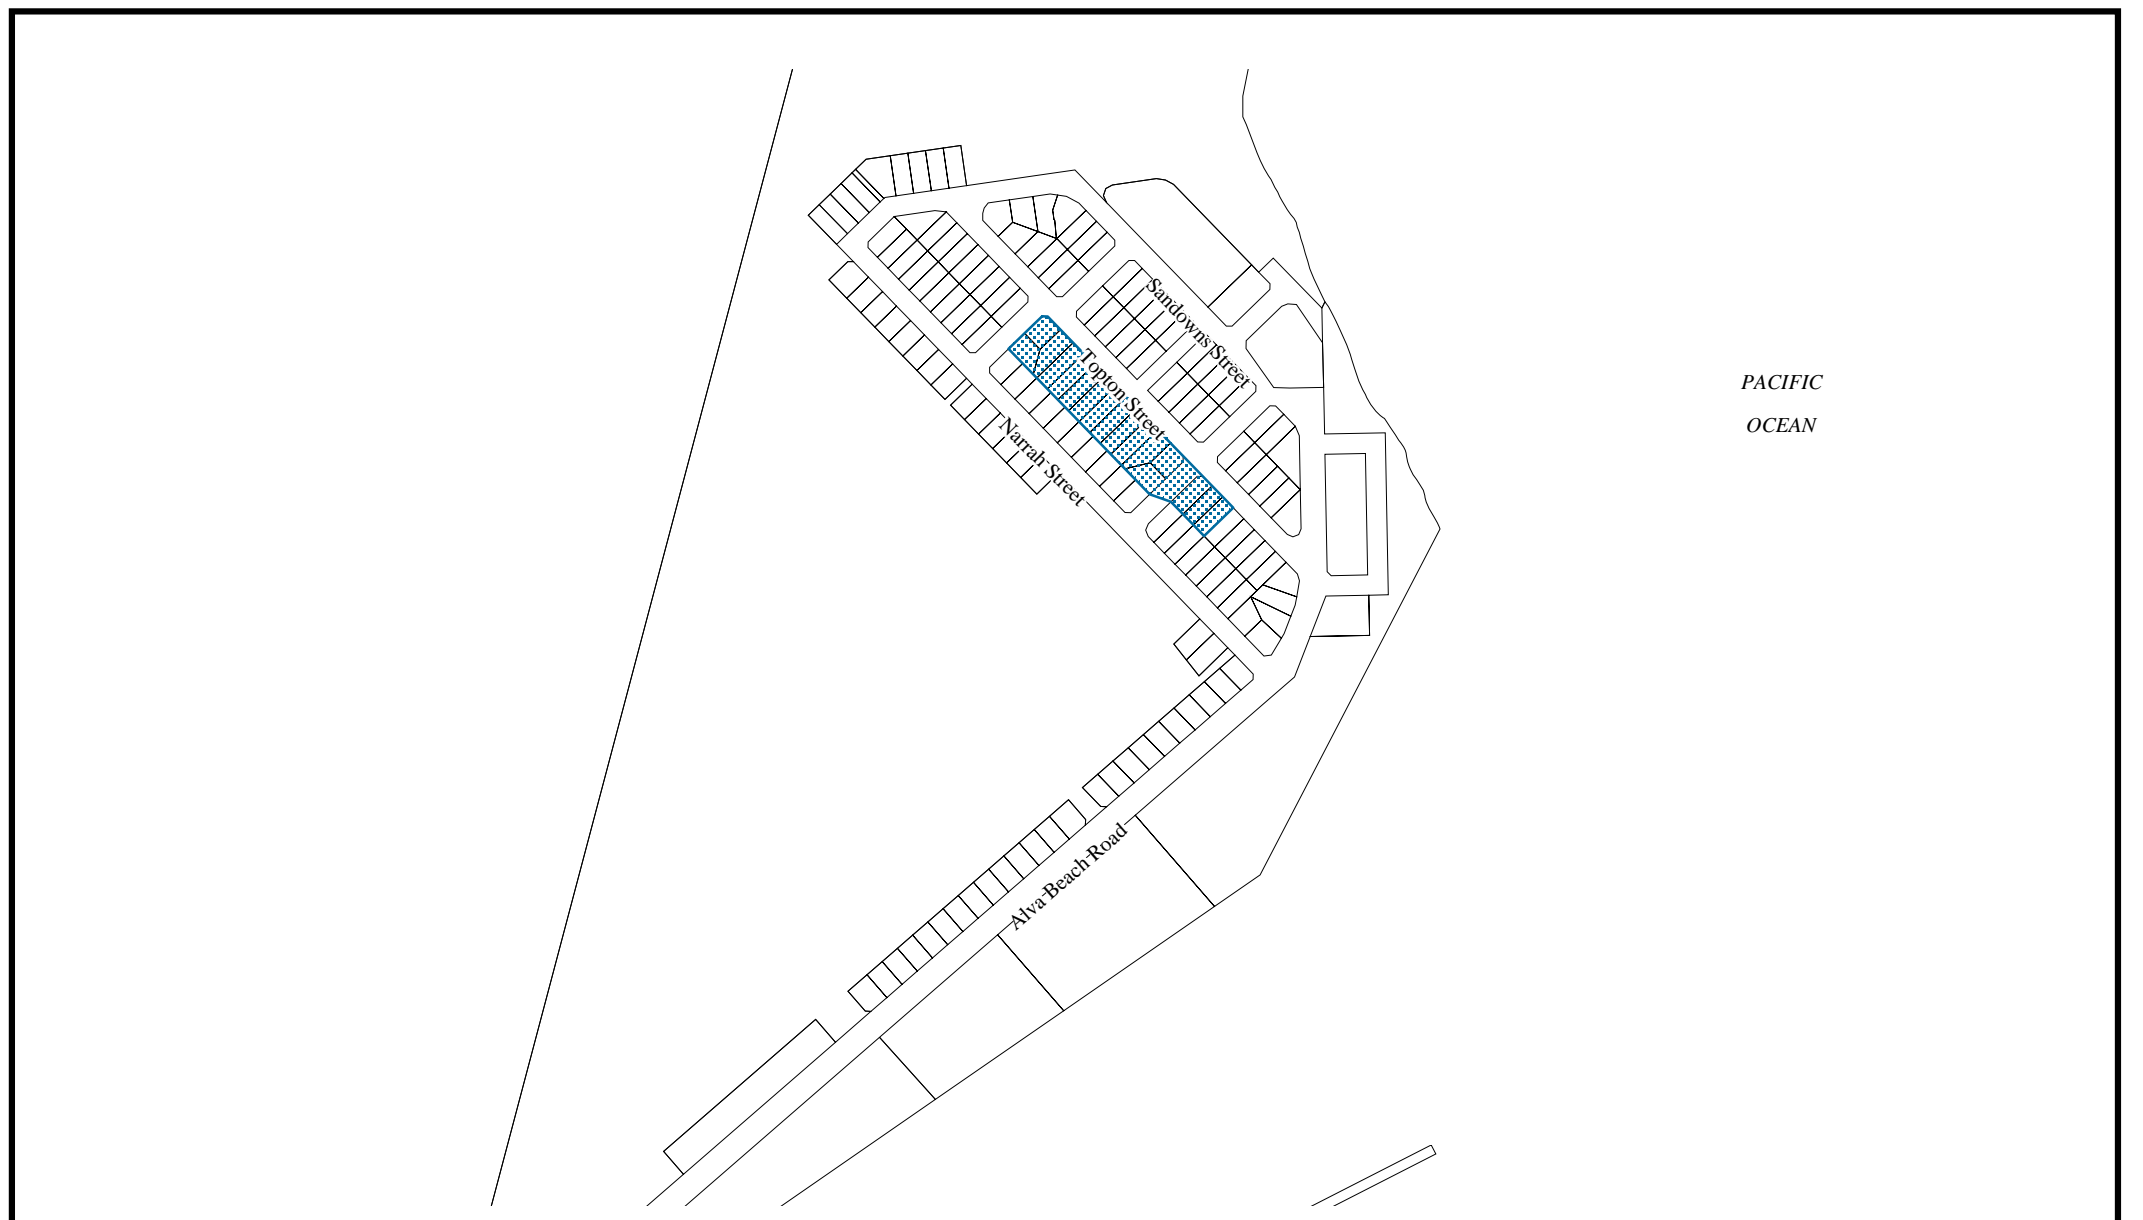 Sandowns Street
Topton Street
PACIFIC
OCEAN
Narrah Street
Alva Beach Road